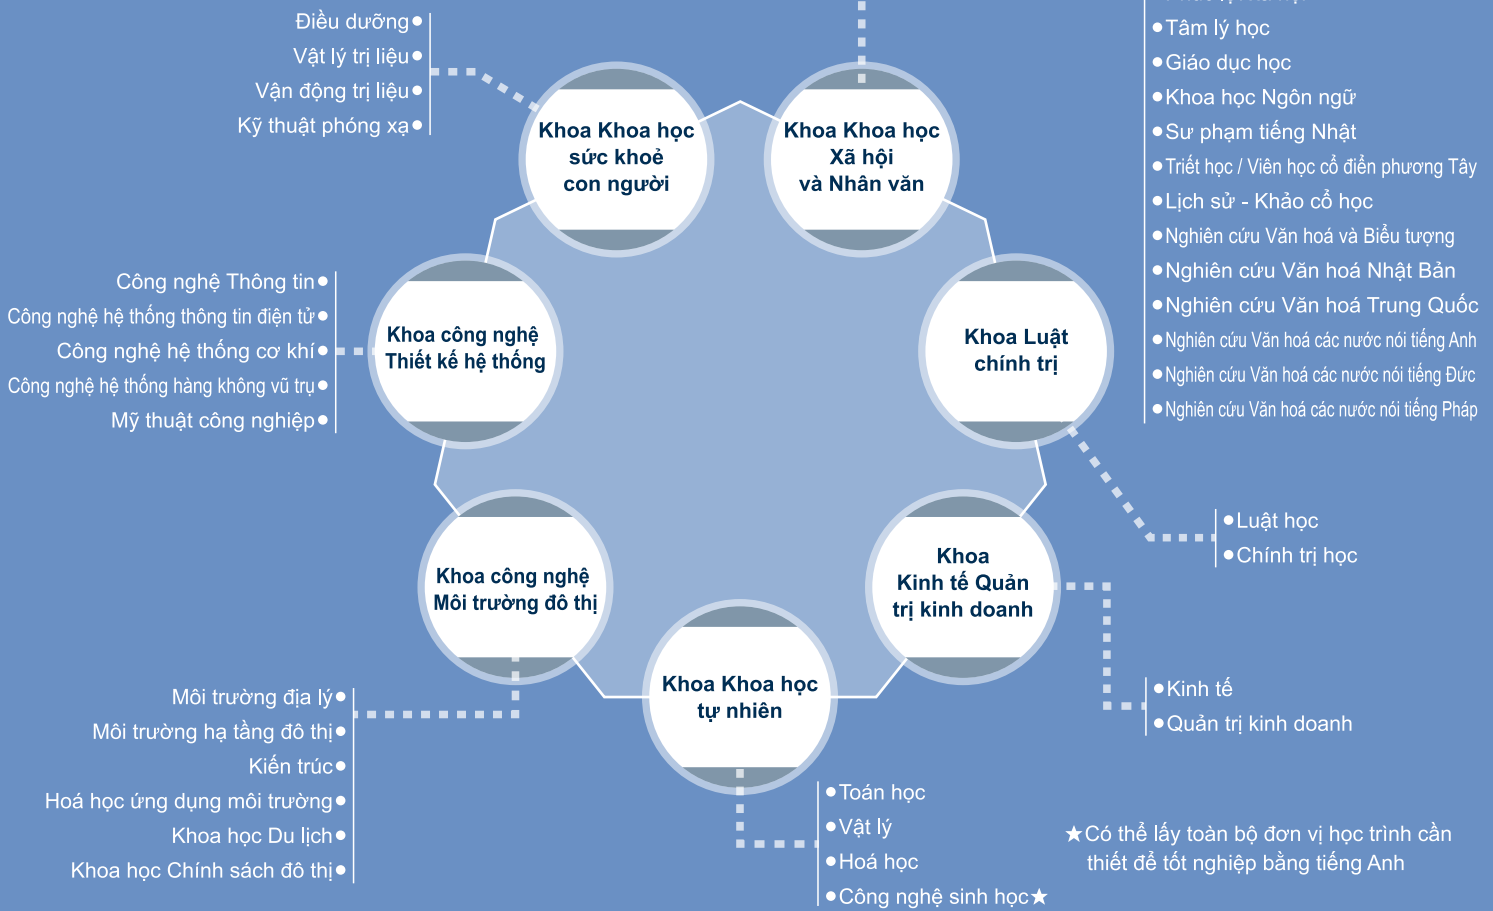 Điều dưỡng●
Vật lý trị liệu●
Vận động trị liệu●
Kỹ thuật phóng xạ●
Khoa Khoa học
sức khoẻ
con người
Khoa Khoa học
Xã hội
và Nhân văn
●Tâm lý học
●Giáo dục học
●Khoa học Ngôn ngữ
●Sư phạm tiếng Nhật
●Triết học / Viên học cổ điển phương Tây
●Lịch sử - Khảo cổ học
●Nghiên cứu Văn hoá và Biểu tượng
●Nghiên cứu Văn hoá Nhật Bản
●Nghiên cứu Văn hoá Trung Quốc
●Nghiên cứu Văn hoá các nước nói tiếng Anh
●Nghiên cứu Văn hoá các nước nói tiếng Đức
●Nghiên cứu Văn hoá các nước nói tiếng Pháp
Công nghệ Thông tin●
Công nghệ hệ thống thông tin điện tử●
Công nghệ hệ thống cơ khí●
Công nghệ hệ thống hàng không vũ trụ●
Mỹ thuật công nghiệp●
Khoa công nghệ
Thiết kế hệ thống
Khoa Luật
chính trị
●Luật học
●Chính trị học
Khoa công nghệ
Môi trường đô thị
Khoa
Kinh tế Quản
trị kinh doanh
●Kinh tế
●Quản trị kinh doanh
Môi trường địa lý●
Môi trường hạ tầng đô thị●
Kiến trúc●
Hoá học ứng dụng môi trường●
Khoa học Du lịch●
Khoa học Chính sách đô thị●
Khoa Khoa học
tự nhiên
●Toán học
●Vật lý
●Hoá học
●Công nghệ sinh học★
★Có thể lấy toàn bộ đơn vị học trình cần
thiết để tốt nghiệp bằng tiếng Anh